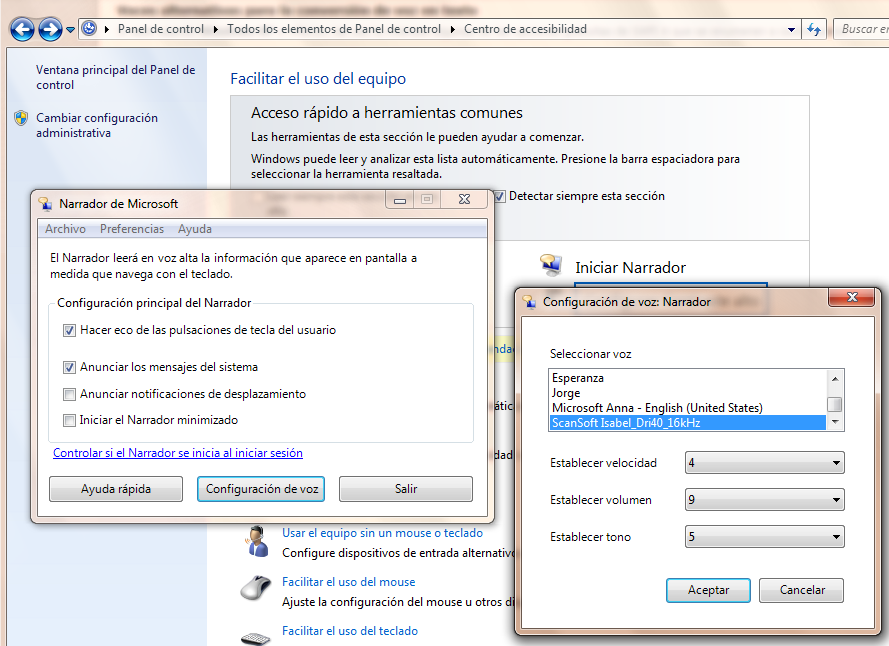 Panel de control
Todos los elementos de Panel de control
Centro de accesibilidad
Buscar en
Ventana principal del Panel de
control
Cambiar configuración
administrativa
Facilitar el uso del equipo
Acceso rápido a herramientas comunes
Las herramientas de esta sección le pueden ayudar a comenzar.
Windows puede leer y analizar esta lista automáticamente. Presione la barra espaciadora para
seleccionar la herramienta resaltada.
Detectar siempre esta sección
Iniciar Narrador
Narrador de Microsoft
Archivo Preferencias Ayuda
El Narrador leerá en voz alta la información que aparece en pantalla a
medida que navega con el teclado.
Configuración principal del Narrador
Hacer eco de las pulsaciones de tecla del usuario
Anunciar los mensajes del sistema
Anunciar notificaciones de desplazamiento
Iniciar el Narrador minimizado
Controlar si el Narrador se inicia al iniciar sesión
Ayuda rápida
Configuración de voz
Salir
Configuración de voz: Narrador
Seleccionar voz
Esperanza
Jorge
Microsoft Anna - English (United States)
ScanSoft Isabel_Dri40_16kHz
Establecer velocidad 4
Establecer volumen 9
Establecer tono 5
Aceptar
Cancelar
Usar el equipo sin un mouse o teclado
Configure dispositivos de entrada alternativo
Facilitar el uso del mouse
Ajuste la configuración del mouse u otros di
Facilitar el uso del teclado